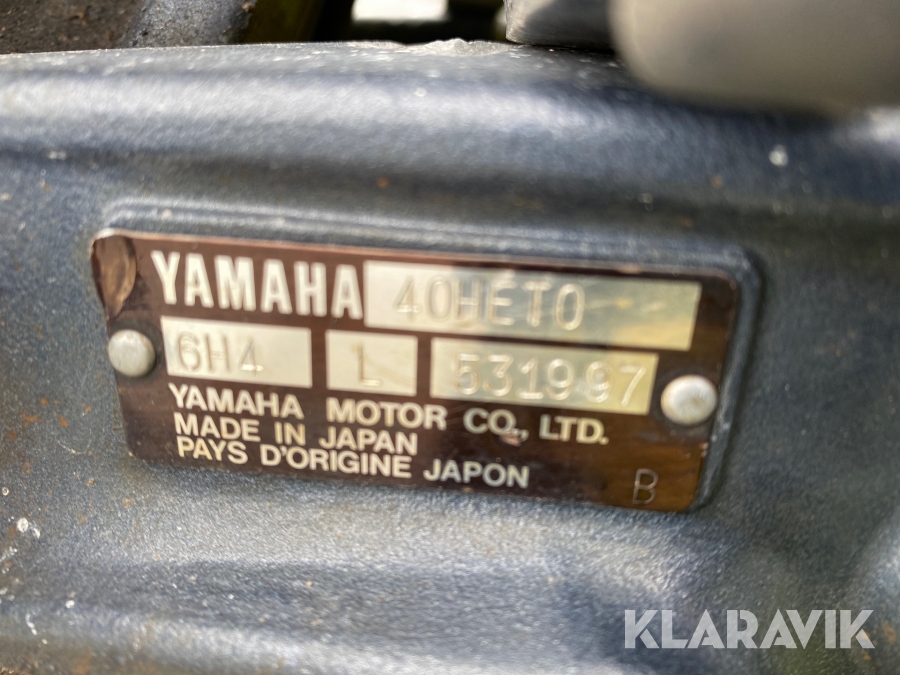 YAMAHA 40HETO
6H4 L 531997
YAMAHA MOTOR CO., LTD.
MADE IN JAPAN
PAYS D'ORIGINE JAPON
B
KLARAVIK